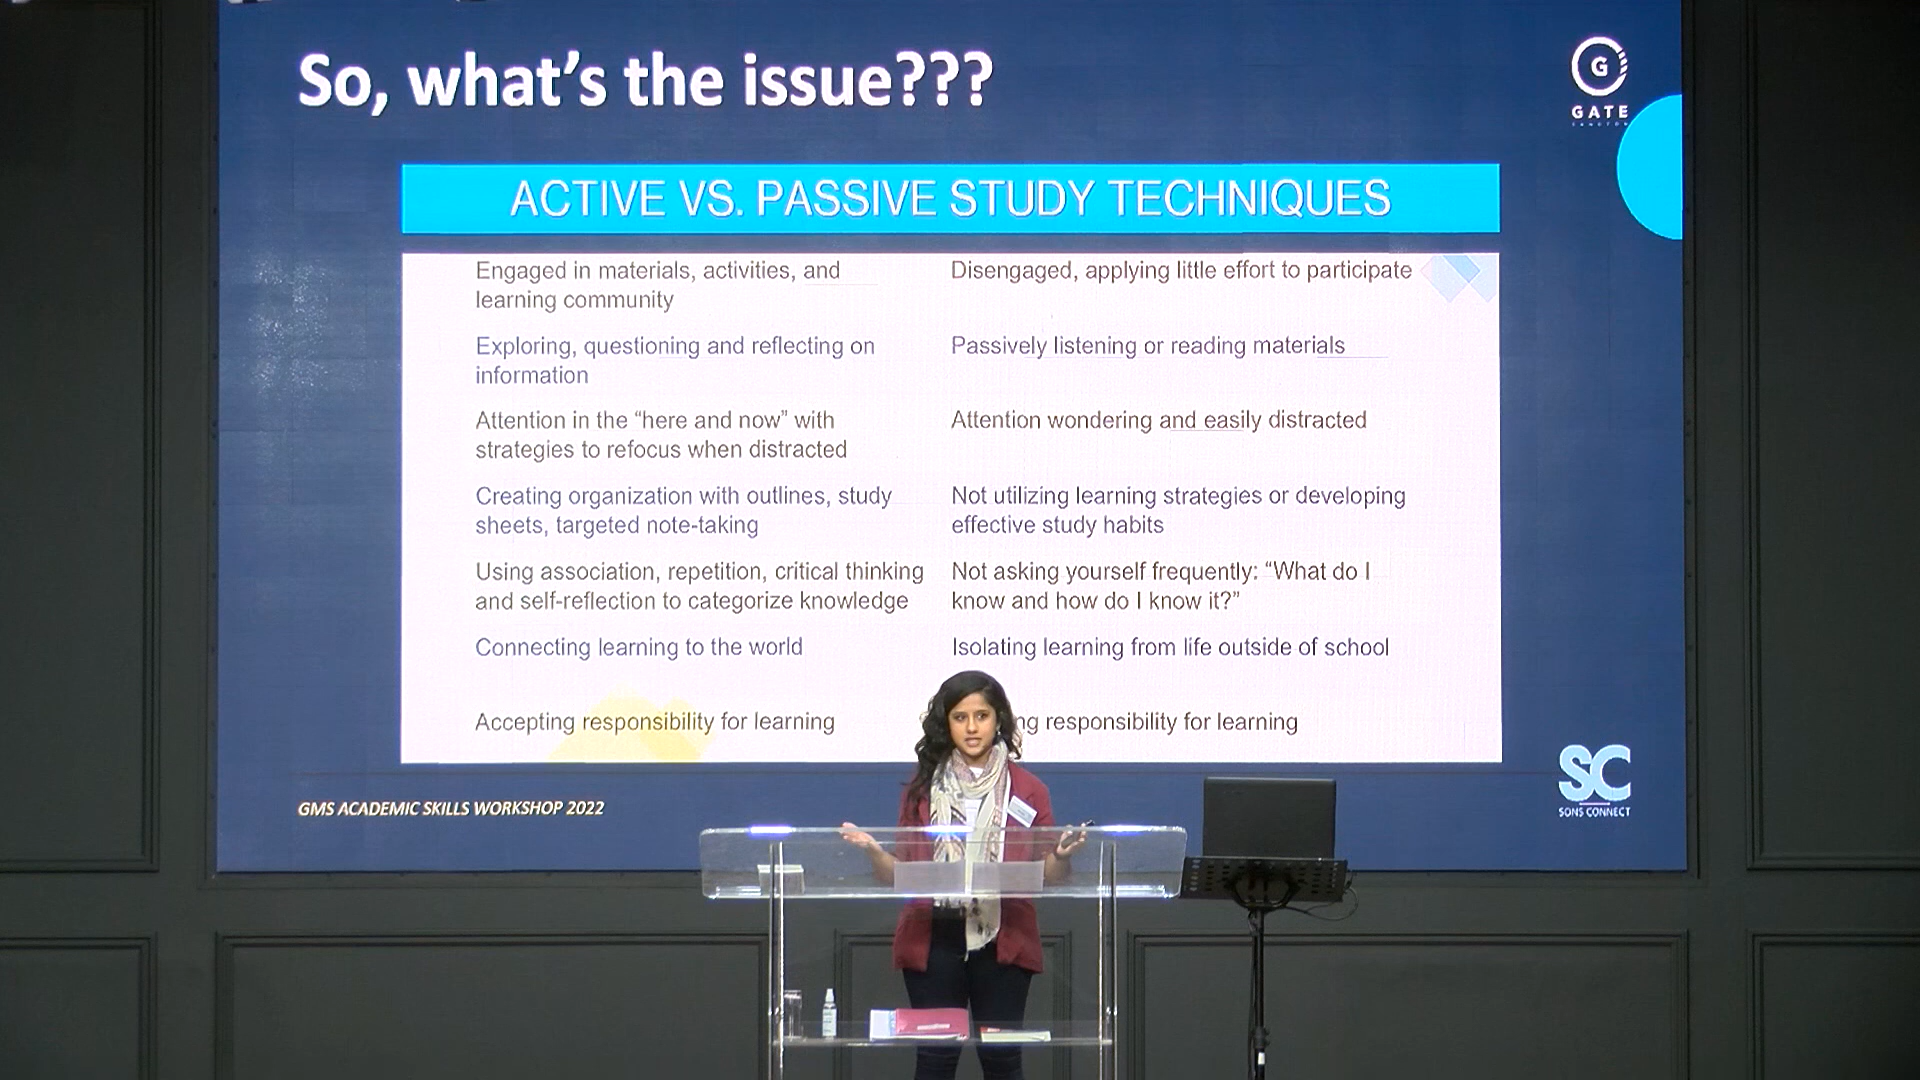 So, what's the issue???
G
GATE
ACTIVE VS. PASSIVE STUDY TECHNIQUES
Engaged in materials, activities, and
learning community
Disengaged, applying little effort to participate
Exploring, questioning and reflecting on
information
Passively listening or reading materials
Attention in the “here and now” with
strategies to refocus when distracted
Attention wondering and easily distracted
Creating organization with outlines, study
sheets, targeted note-taking
Not utilizing learning strategies or developing
effective study habits
Using association, repetition, critical thinking
and self-reflection to categorize knowledge
Not asking yourself frequently: “What do I
know and how do I know it?”
Connecting learning to the world
Isolating learning from life outside of school
Accepting responsibility for learning
ng responsibility for learning
GMS ACADEMIC SKILLS WORKSHOP 2022
SC
SONS CONNECT